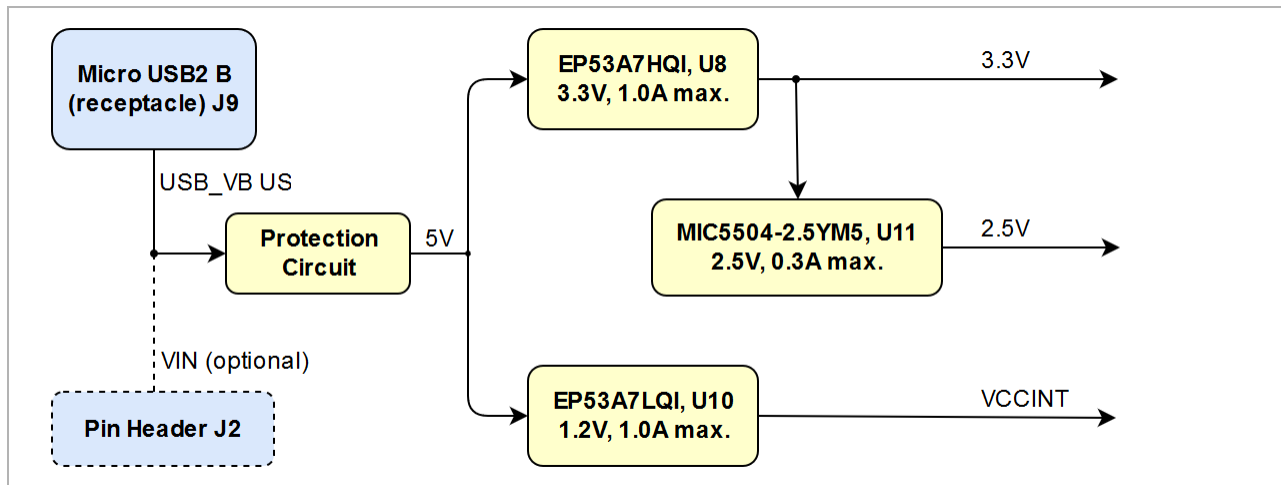 Micro USB2 B
(receptacle) J9
USB_VB US
Protection
Circuit
5V
VIN (optional)
Pin Header J2
EP53A7HQI, U8
3.3V, 1.0A max.
3.3V
MIC5504-2.5YM5, U11
2.5V, 0.3A max.
2.5V
EP53A7LQI, U10
1.2V, 1.0A max.
VCCINT